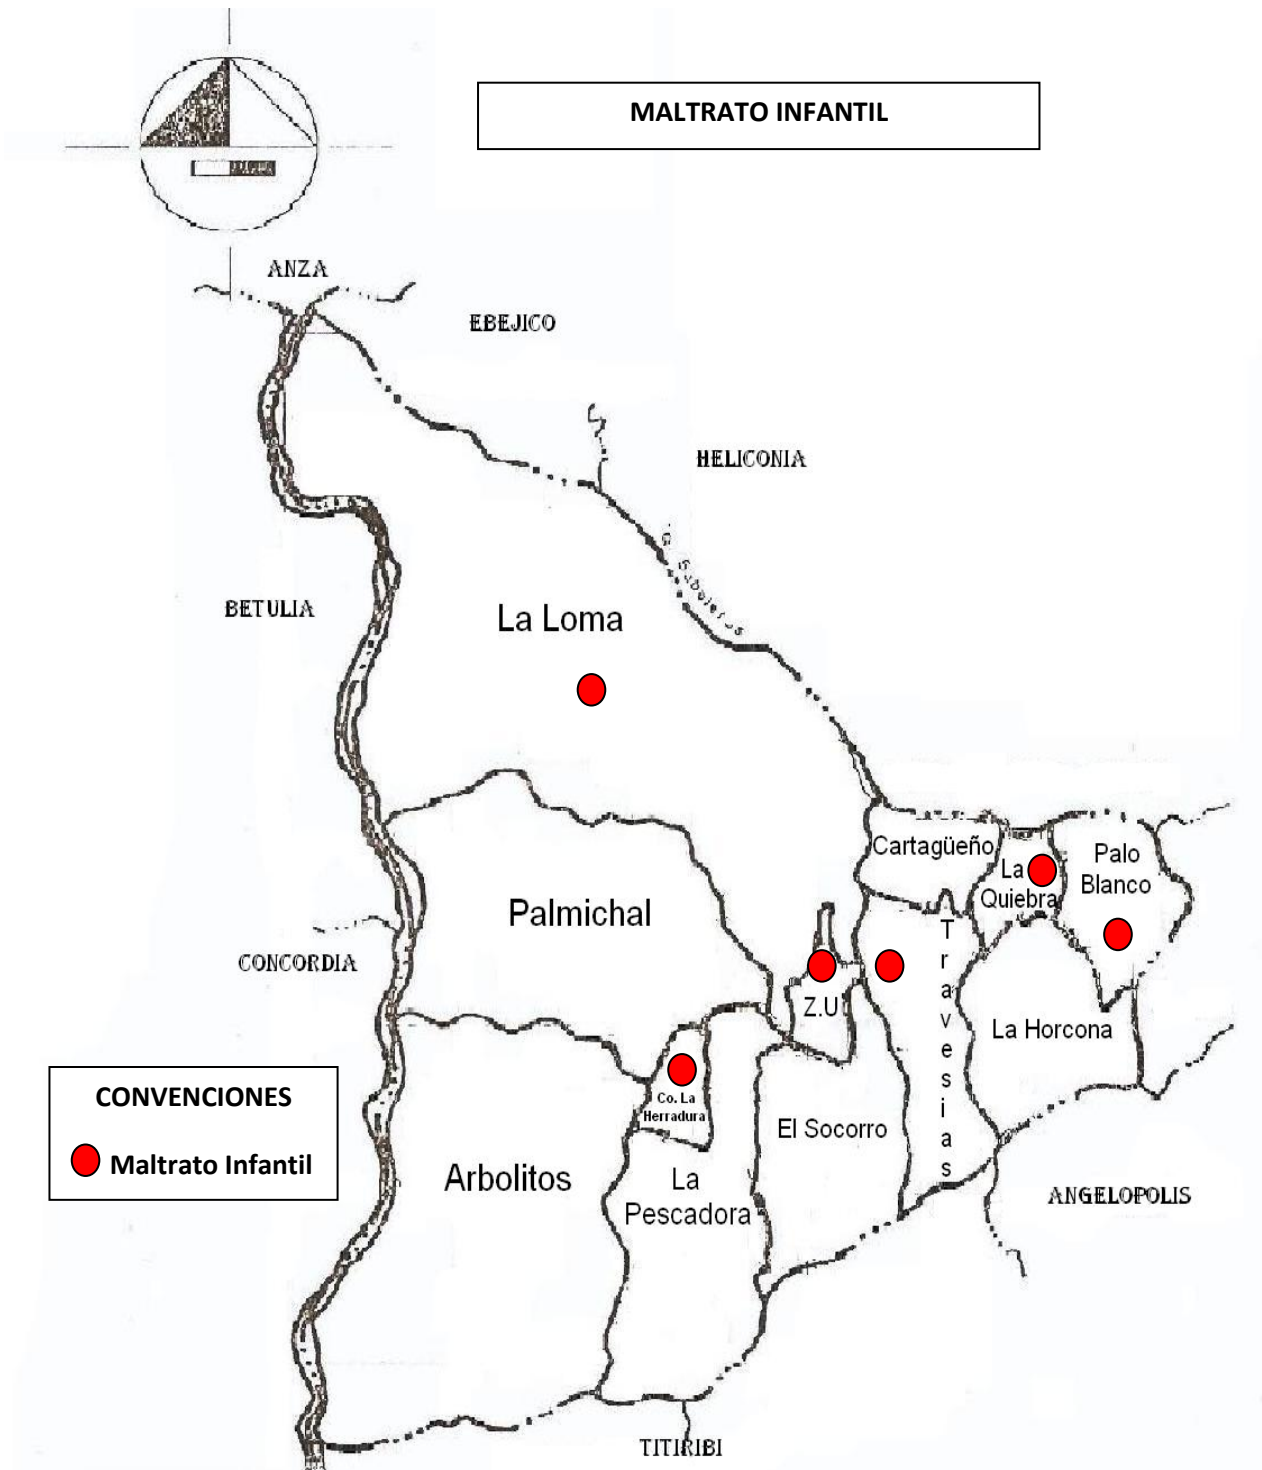 MALTRATO INFANTIL
ANZA
EBEJICO
HELICONIA
BETULIA
La Loma
Cartagüeño
La
Quiebra
Palo
Blanco
Palmichal
Travesias
CONCORDIA
Z.U
La Horcona
CONVENCIONES
Maltrato Infantil
Co. La
Herradura
El Socorro
Arbolitos
La
Pescadora
ANGELOPOLIS
TITIRIBI